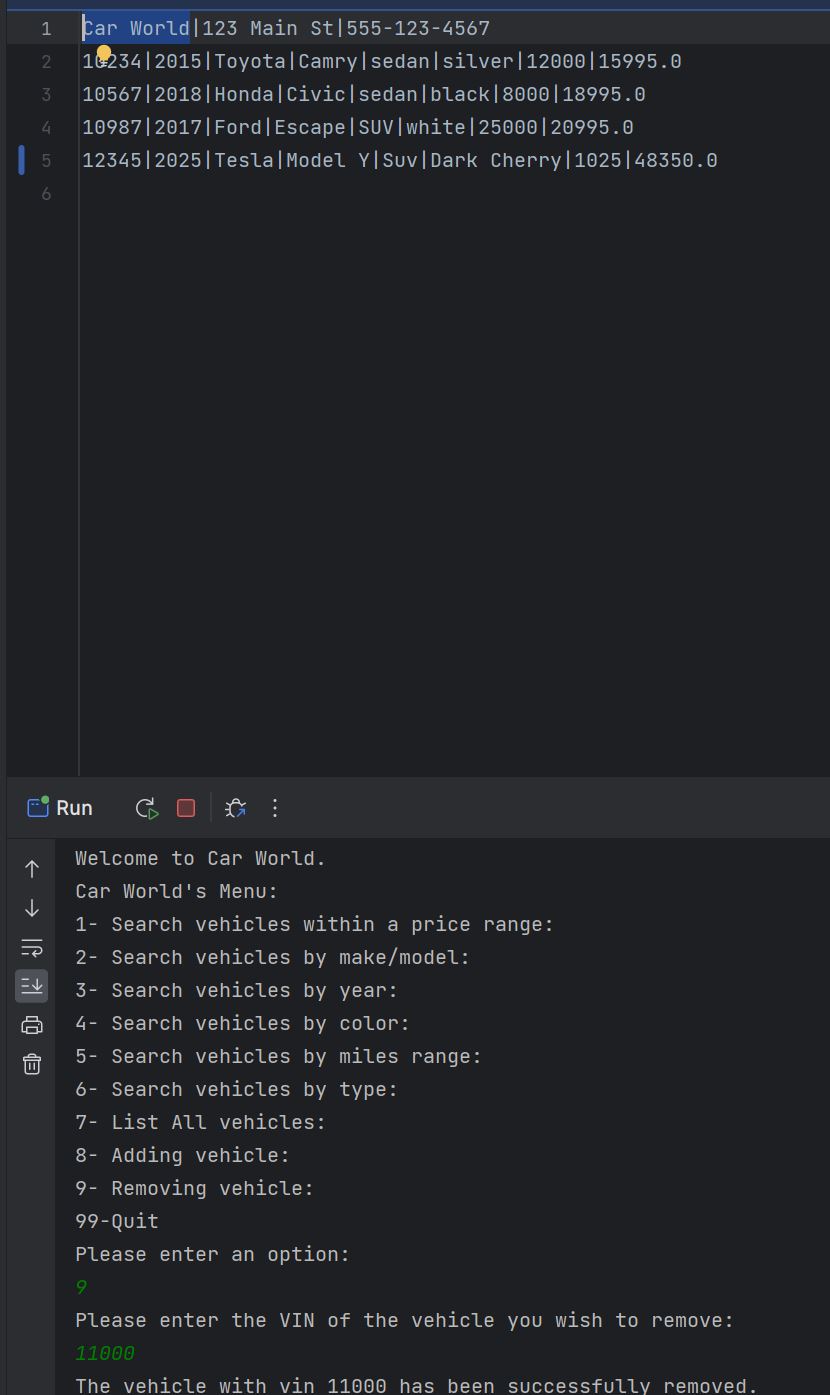 1 Car World|123 Main St|555-123-4567
2 10234|2015|Toyota|Camry|sedan|silver|12000|15995.0
3 10567|2018|Honda|Civic|sedan|black|8000|18995.0
4 10987|2017|Ford|Escape|SUV|white|25000|20995.0
5 12345|2025|Tesla|Model Y|Suv|Dark Cherry|1025|48350.0
6
Run
Welcome to Car World.
Car World's Menu:
1- Search vehicles within a price range:
2- Search vehicles by make/model:
3- Search vehicles by year:
4- Search vehicles by color:
5- Search vehicles by miles range:
6- Search vehicles by type:
7- List All vehicles:
8- Adding vehicle:
9- Removing vehicle:
99-Quit
Please enter an option:
9
Please enter the VIN of the vehicle you wish to remove:
11000
The vehicle with vin 11000 has been successfully removed.